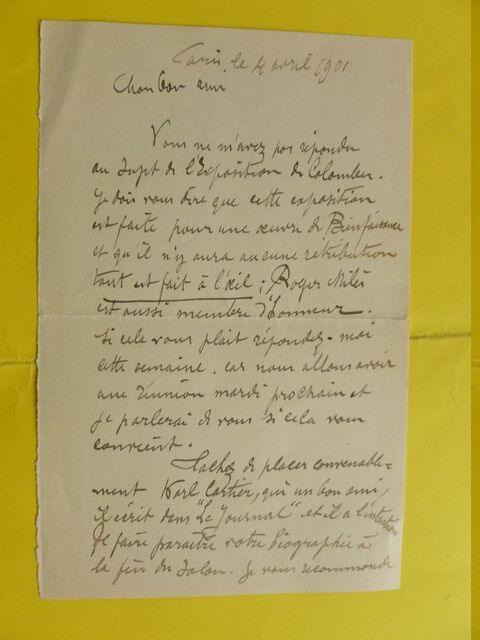 Paris, le 4 avril 1901
Mon bon ami
Vous ne m'avez pas répondu
au sujet de l'Exposition de Colombes.
Je dois vous dire que cette exposition
est faite pour une œuvre de Bienfaisance
et qu'il n'y aura aucune rétribution
tout est fait à l'œil ; Roger Milès
est aussi membre d'honneur.
Si cela vous plait répondez-moi
cette semaine, car nous allons avoir
une réunion mardi prochain et
je parlerai de vous si cela vous
convient.
Tachez de placer convenable-
ment Karl Cartier, qui un bon ami,
il écrit dans "Le Journal" et il a l'intention
de faire paraître votre biographie à
la fin du Salon. Je vous recommande